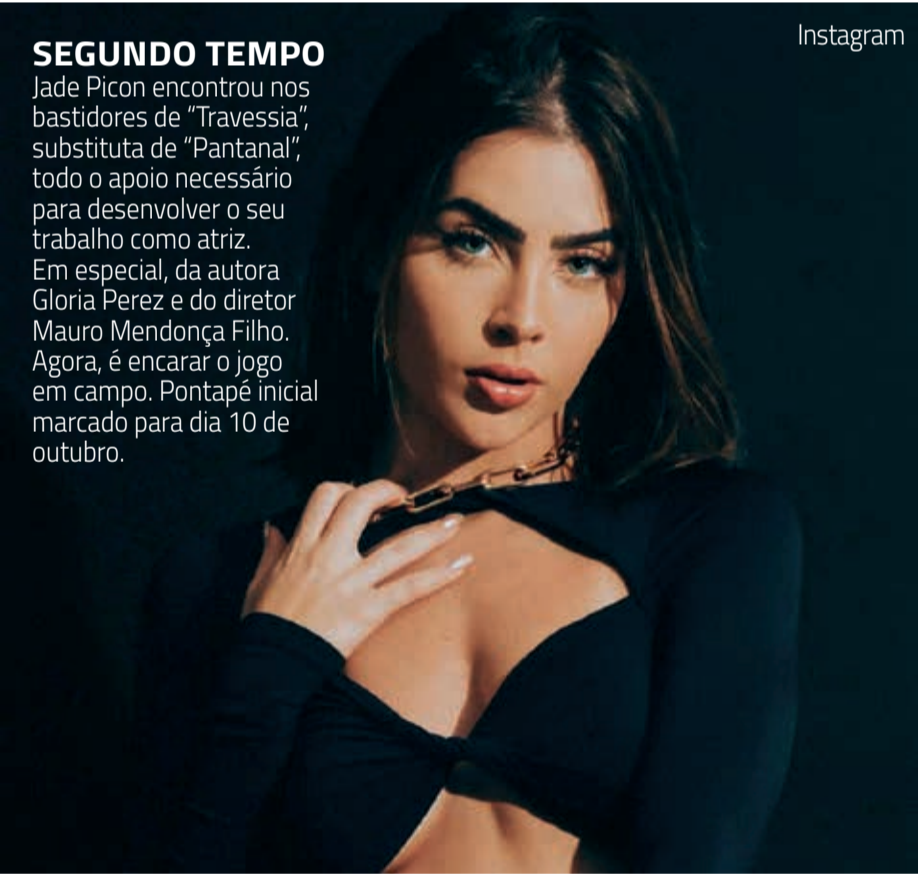 Instagram
SEGUNDO TEMPO
Jade Picon encontrou nos
bastidores de “Travessia”,
substituta de “Pantanal”,
todo o apoio necessário
para desenvolver o seu
trabalho como atriz.
Em especial, da autora
Gloria Perez e do diretor
Mauro Mendonça Filho.
Agora, é encarar o jogo
em campo. Pontapé inicial
marcado para dia 10 de
outubro.